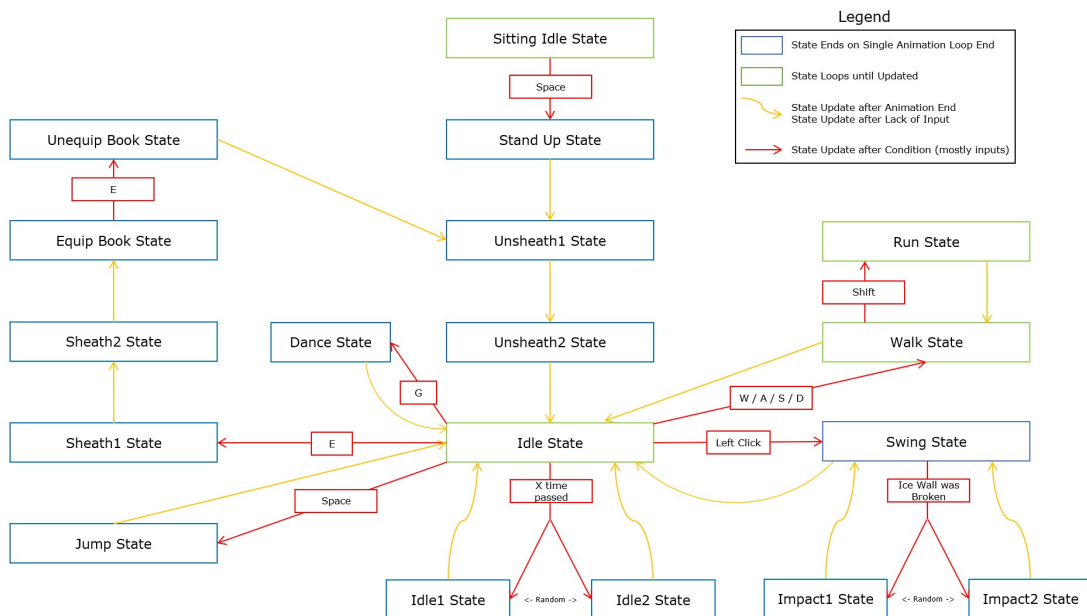 Legend
Sitting Idle State
State Ends on Single Animation Loop End
State Loops until Updated
Space
State Update after Animation End
State Update after Lack of Input
Unequip Book State
Stand Up State
State Update after Condition (mostly inputs)
E
Equip Book State
Unsheath1 State
Run State
Shift
Sheath2 State
Dance State
Unsheath2 State
Walk State
G
W / A / S / D
Sheath1 State
E
Idle State
Left Click
Swing State
Space
X time
passed
Ice Wall was
Broken
Jump State
Idle1 State
<- Random ->
Idle2 State
Impact1 State
<- Random ->
Impact2 State